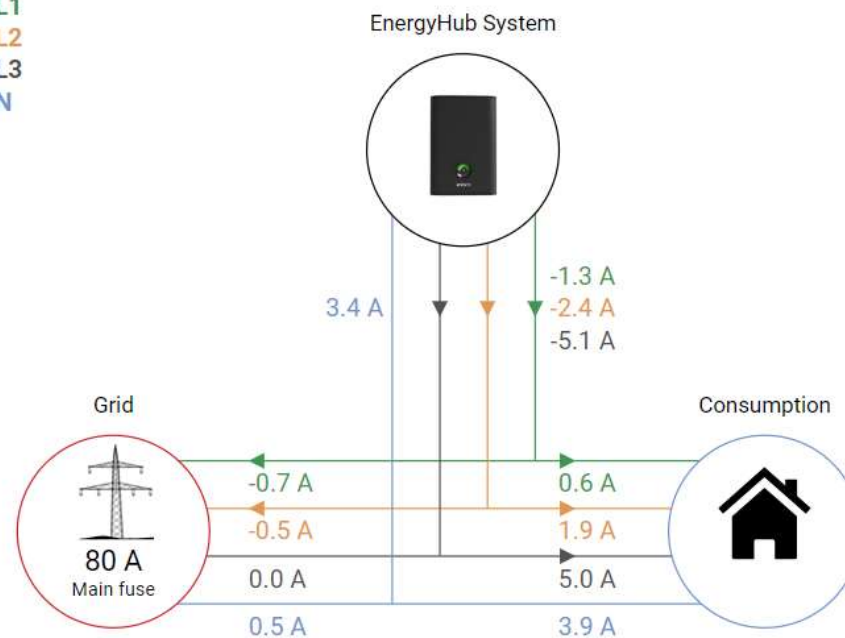 L1
EnergyHub System
L2
L3
N
-1.3 A
3.4 A
-2.4 A
-5.1 A
Grid
Consumption
-0.7 A
0.6 A
-0.5 A
1.9 A
80 A
Main fuse
0.0 A
5.0 A
0.5 A
3.9 A